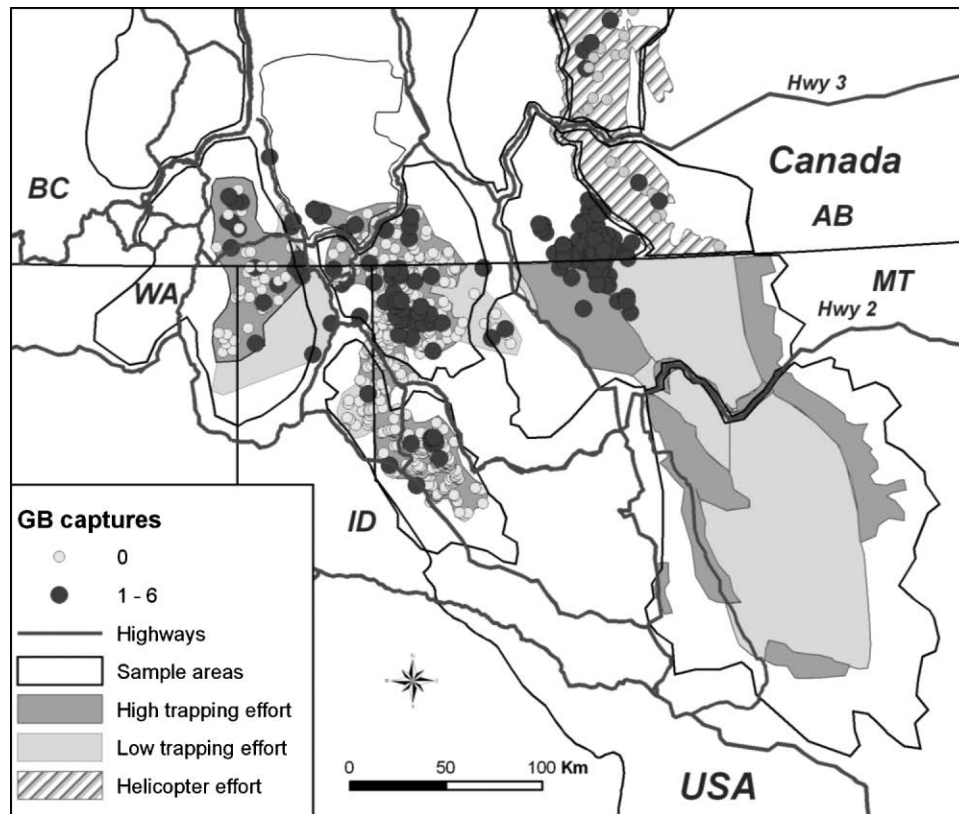 Hwy 3
Canada
BC
AB
WA
MT
Hwy 2
ID
GB captures
0
1 - 6
Highways
Sample areas
High trapping effort
Low trapping effort
Helicopter effort
N
0 50 100 Km
USA